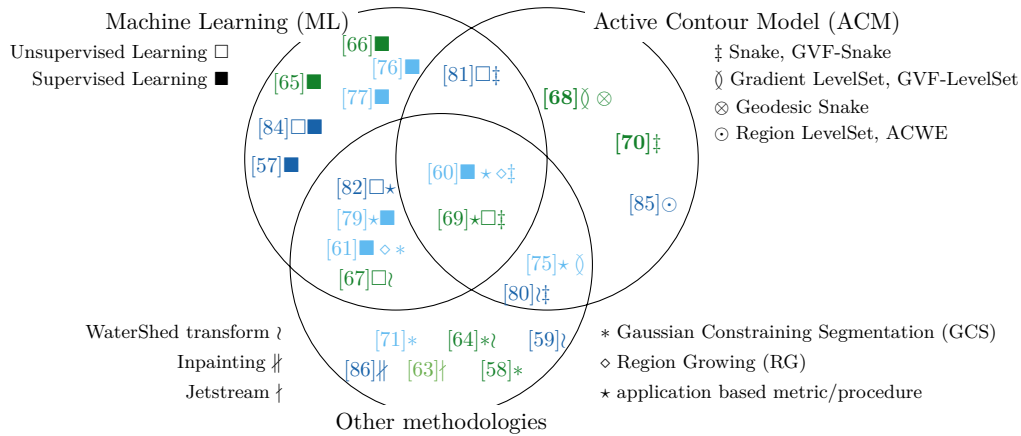 Machine Learning (ML)
Active Contour Model (ACM)
Unsupervised Learning □
Supervised Learning ■
‡ Snake, GVF-Snake
≬ Gradient LevelSet, GVF-LevelSet
⊗ Geodesic Snake
⊙ Region LevelSet, ACWE
[66]■
[76]■
[81]□‡
[65]■
[77]■
[68]≬ ⊗
[84]□■
[70]‡
[57]■
[60]■ ⋆ ⋄‡
[82]□⋆
[85]⊙
[79]⋆■
[69]⋆□‡
[61]■ ⋄ ∗
[75]⋆ ≬
[67]□≀
[80]≀‡
WaterShed transform ≀
Inpainting ∦
Jetstream ∤
[71]∗
[64]∗≀
[59]≀
[86]∦
[63]∤
[58]∗
∗ Gaussian Constraining Segmentation (GCS)
⋄ Region Growing (RG)
⋆ application based metric/procedure
Other methodologies